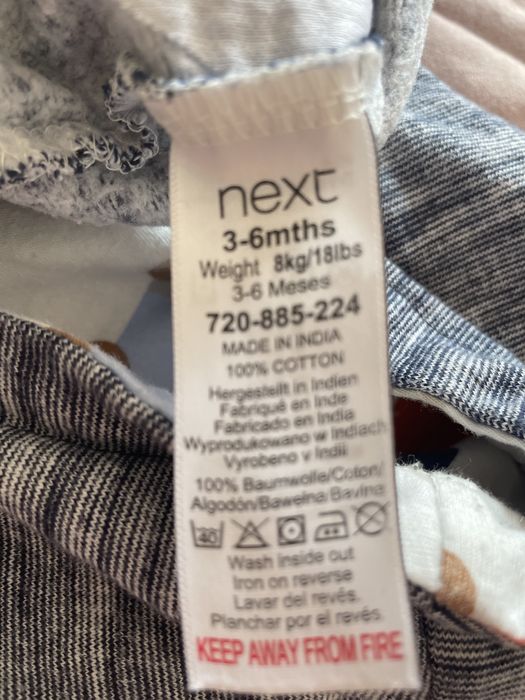 next
3-6mths
Weight 8kg/18lbs
3-6 Meses
720-885-224
MADE IN INDIA
100% COTTON
Hergestellt in Indien
Fabriqué en Inde
Fabricado en India
Wyprodukowano w Indiach
Vyrobeno v Indii
100% Baumwolle/Coton/
Algodón/Bawełna Bavlna
40
Wash inside out
Iron on reverse
Lavar del revés.
Planchar por el revés.
KEEP AWAY FROM FIRE